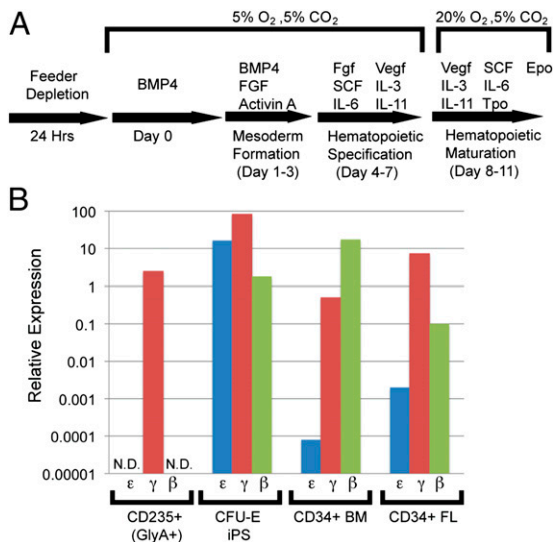 A
5% O2 ,5% CO2
20% O2 ,5% CO2
Feeder
Depletion
24 Hrs
BMP4
Day 0
BMP4
FGF
Activin A
Mesoderm
Formation
(Day 1-3)
Fgf Vegf
SCF IL-3
IL-6 IL-11
Hematopoietic
Specification
(Day 4-7)
Vegf SCF Epo
IL-3 IL-6
IL-11 Tpo
Hematopoietic
Maturation
(Day 8-11)
B
Relative Expression
100
10
1
0.1
0.01
0.001
0.0001
0.00001
N.D. N.D.
ε γ β ε γ β ε γ β ε γ β
CD235+
(GlyA+)
CFU-E
iPS
CD34+ BM
CD34+ FL